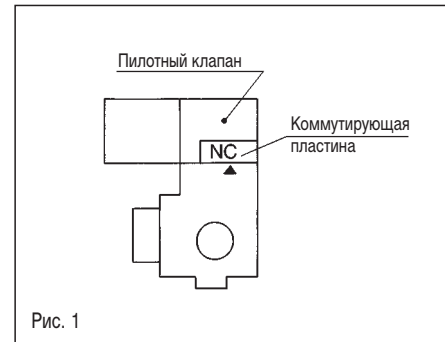 Пилотный клапан
Коммутирующая
пластина
NC
Рис. 1